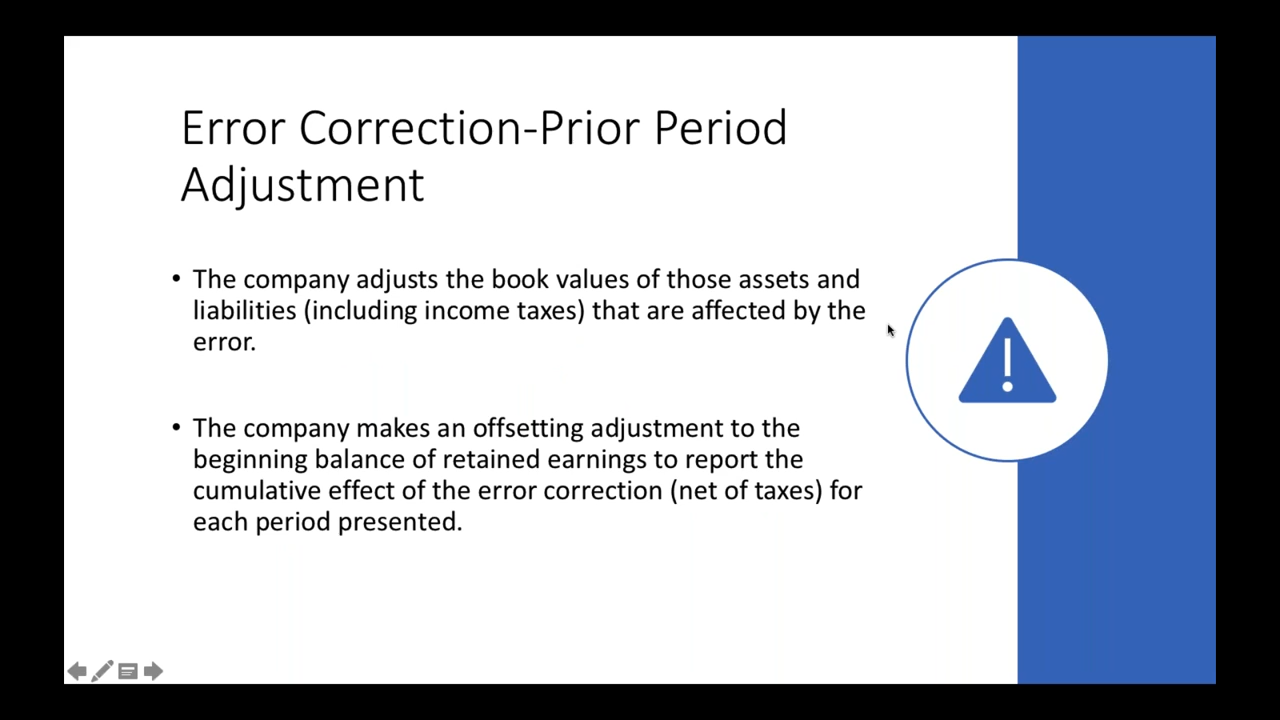 Error Correction-Prior Period
Adjustment
• The company adjusts the book values of those assets and
liabilities (including income taxes) that are affected by the
error.
• The company makes an offsetting adjustment to the
beginning balance of retained earnings to report the
cumulative effect of the error correction (net of taxes) for
each period presented.